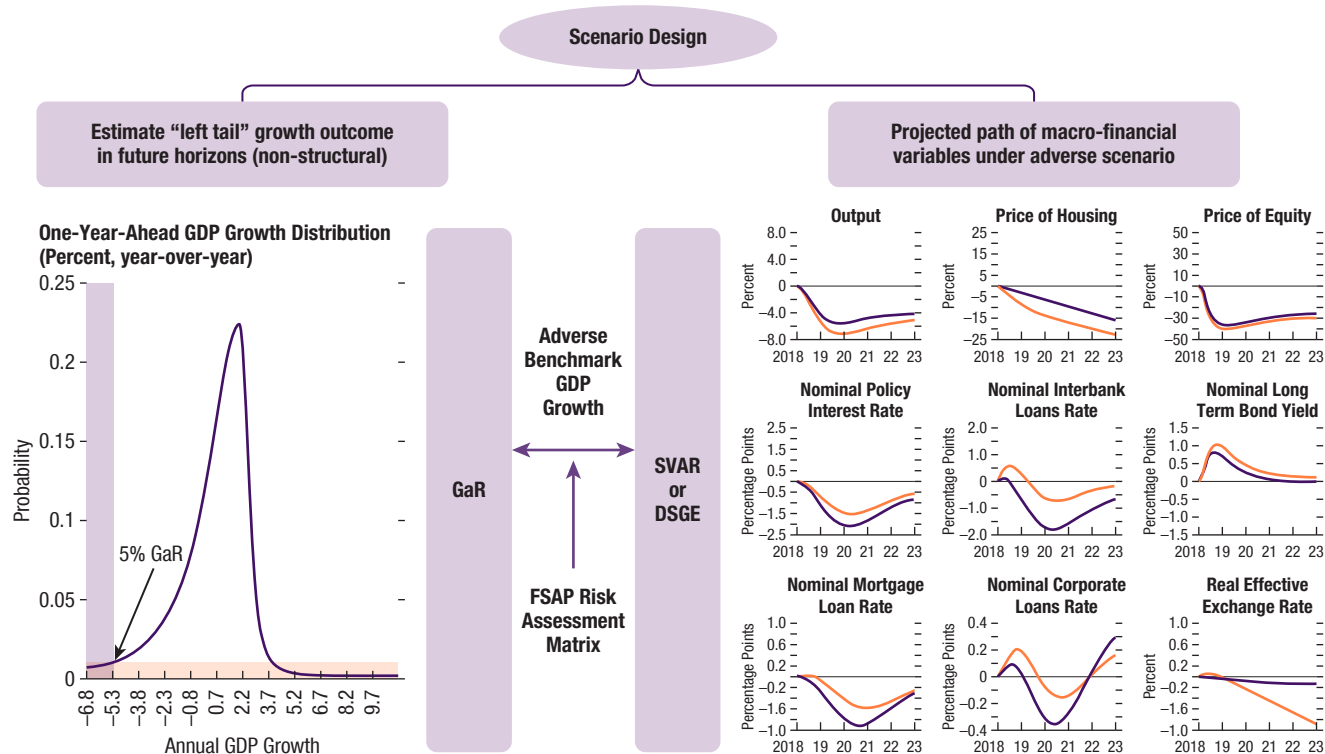 Scenario Design
Estimate “left tail” growth outcome
in future horizons (non-structural)
Projected path of macro-financial
variables under adverse scenario
One-Year-Ahead GDP Growth Distribution
(Percent, year-over-year)
0.25
0.2
0.15
0.1
0.05
0
Probability
5% GaR
−6.8
−5.3
−3.8
−2.3
−0.8
0.7
2.2
3.7
5.2
6.7
8.2
9.7
Annual GDP Growth
GaR
Adverse
Benchmark
GDP
Growth
FSAP Risk
Assessment
Matrix
SVAR
or
DSGE
Output
Percent
8.0
4.0
0
−4.0
−8.0
2018 19 20 21 22 23
Price of Housing
Percent
25
15
5
−5
−15
−25
2018 19 20 21 22 23
Price of Equity
Percent
50
30
10
−10
−30
−50
2018 19 20 21 22 23
Nominal Policy
Interest Rate
Percentage Points
2.5
1.5
0.5
−0.5
−1.5
−2.5
2018 19 20 21 22 23
Nominal Interbank
Loans Rate
Percentage Points
2.0
1.0
0
−1.0
−2.0
2018 19 20 21 22 23
Nominal Long
Term Bond Yield
Percentage Points
1.5
1.0
0.5
0
−0.5
−1.0
−1.5
2018 19 20 21 22 23
Nominal Mortgage
Loan Rate
Percentage Points
1.0
0.6
0.2
−0.2
−1.6
−1.0
2018 19 20 21 22 23
Nominal Corporate
Loans Rate
Percentage Points
0.4
0.2
0
−0.2
−0.4
2018 19 20 21 22 23
Real Effective
Exchange Rate
Percent
1.0
0.6
0.2
−0.2
−1.6
−1.0
2018 19 20 21 22 23